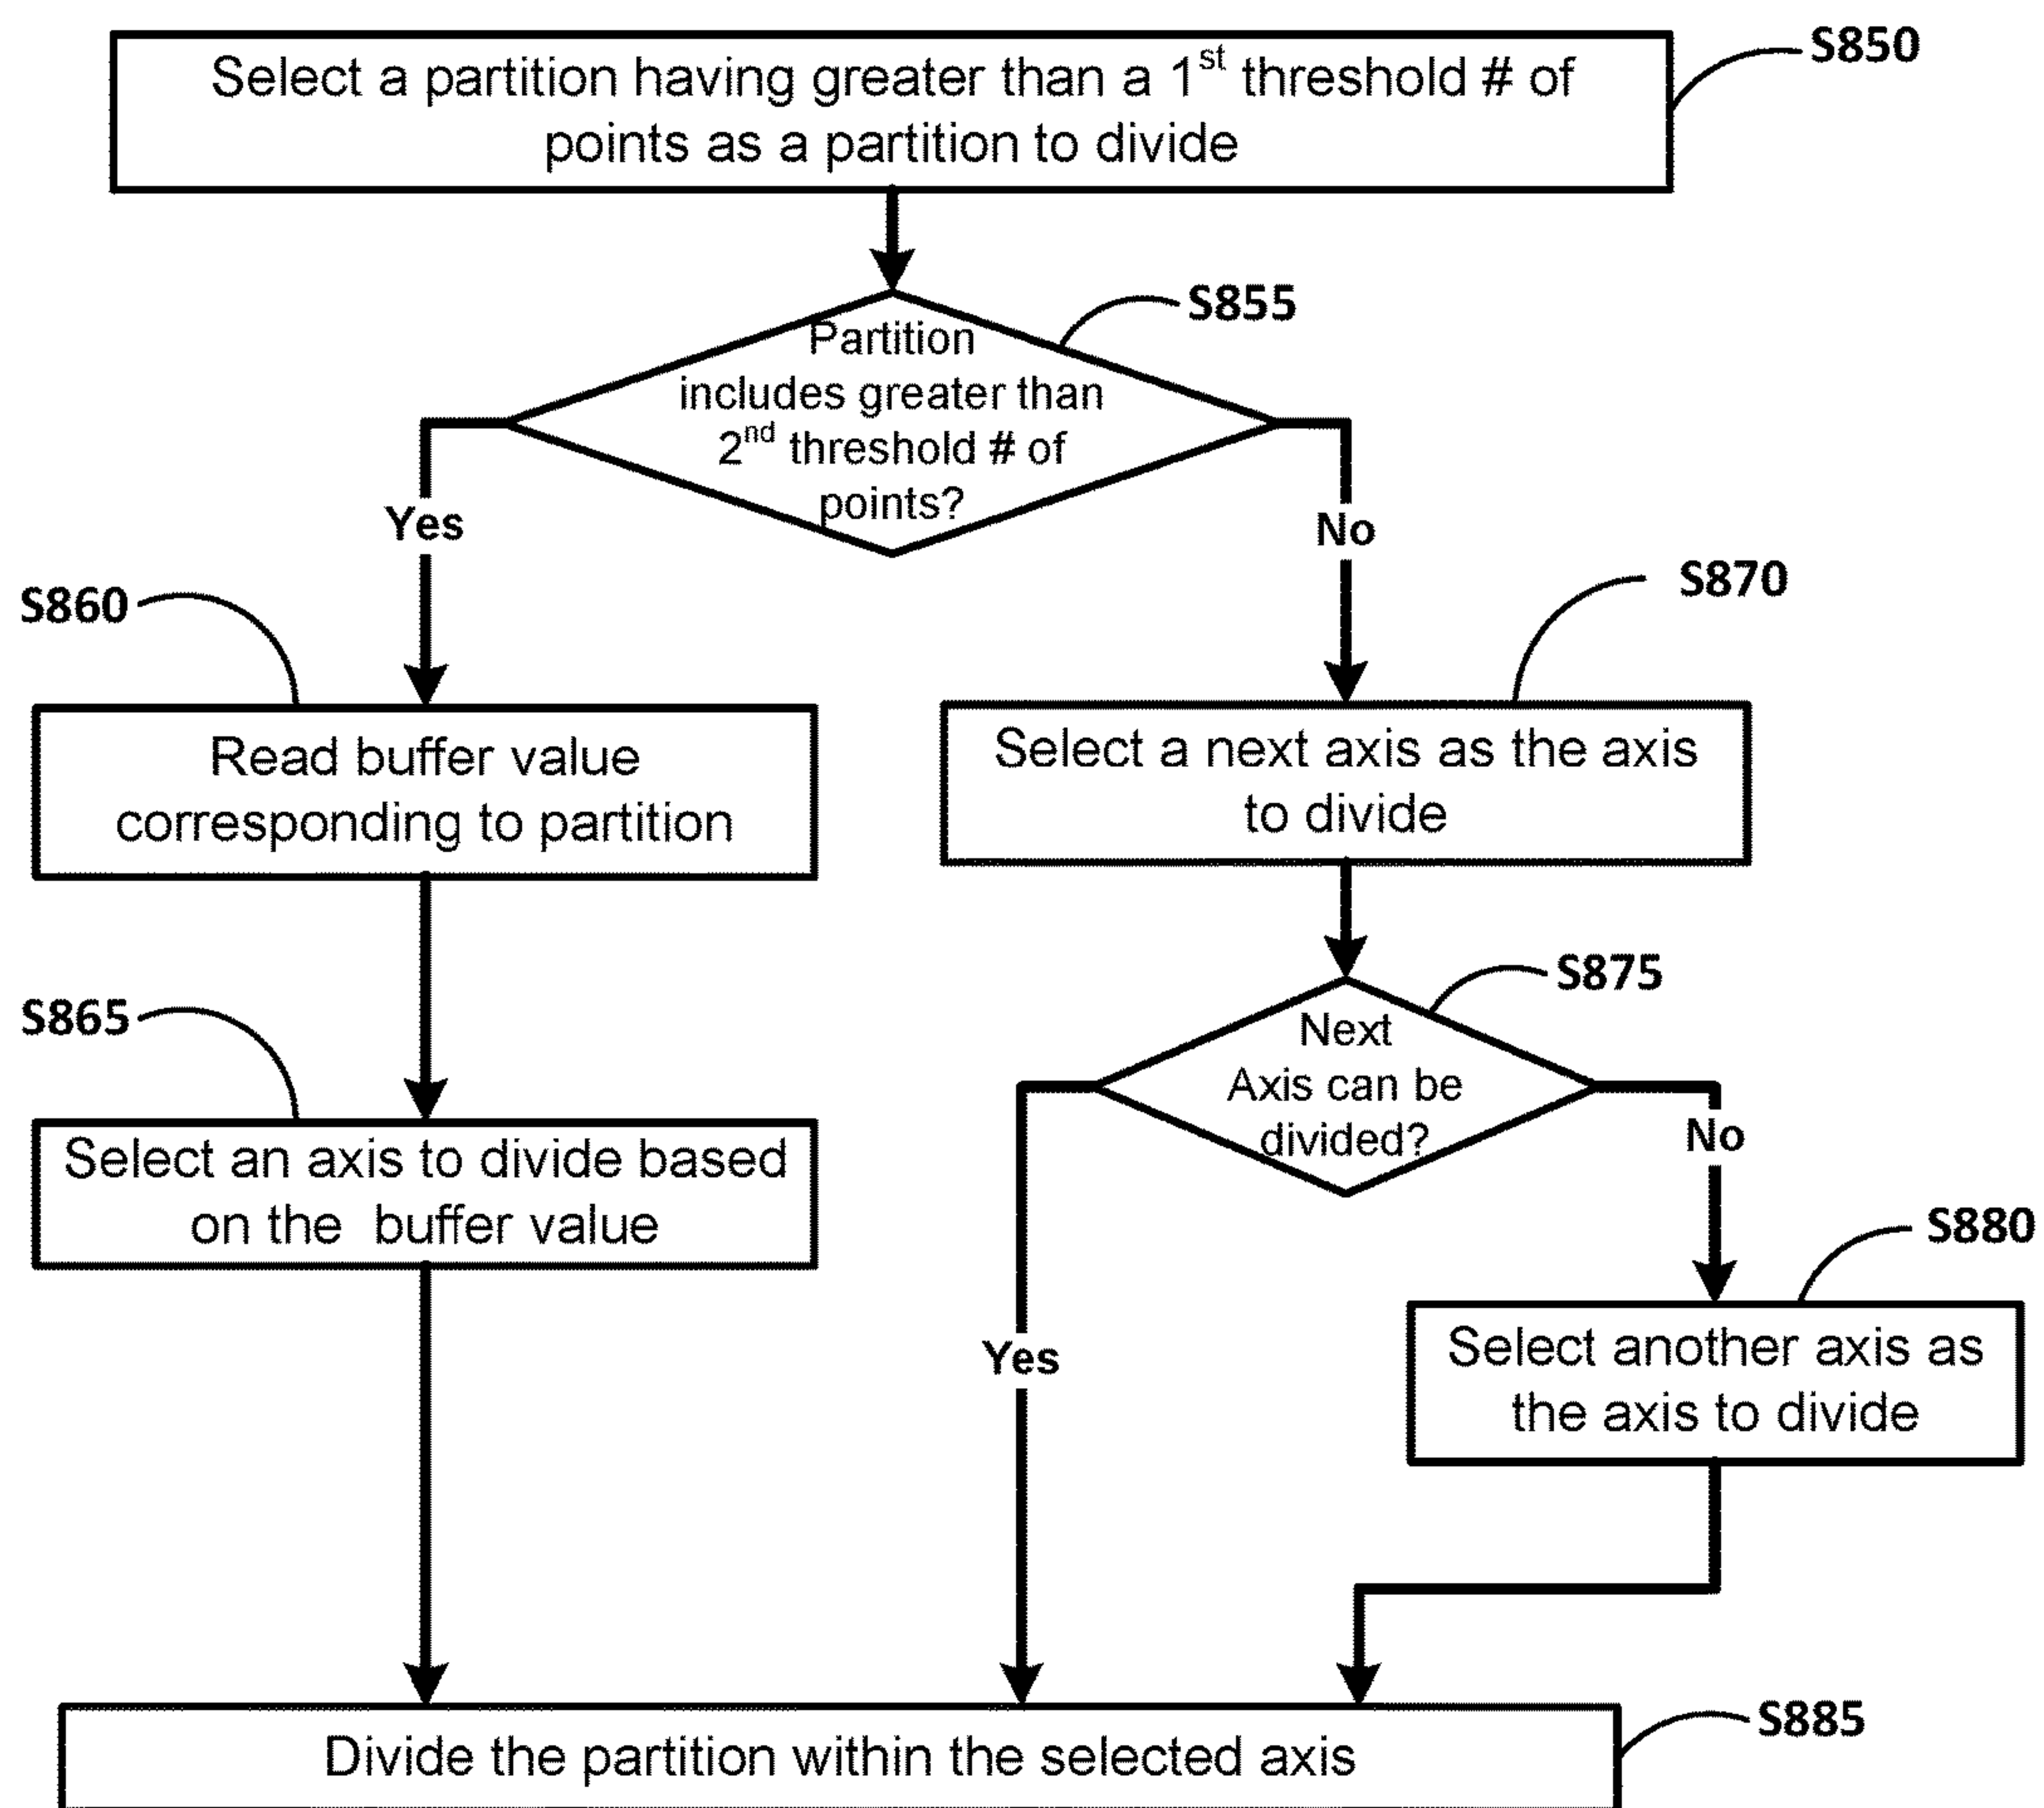 S850
Select a partition having greater than a 1st threshold # of
points as a partition to divide
S855
Partition
includes greater than
2nd threshold # of
points?
Yes
No
S860
S870
Read buffer value
corresponding to partition
Select a next axis as the axis
to divide
S865
S875
Next
Axis can be
divided?
Select an axis to divide based
on the buffer value
No
S880
Yes
Select another axis as
the axis to divide
S885
Divide the partition within the selected axis